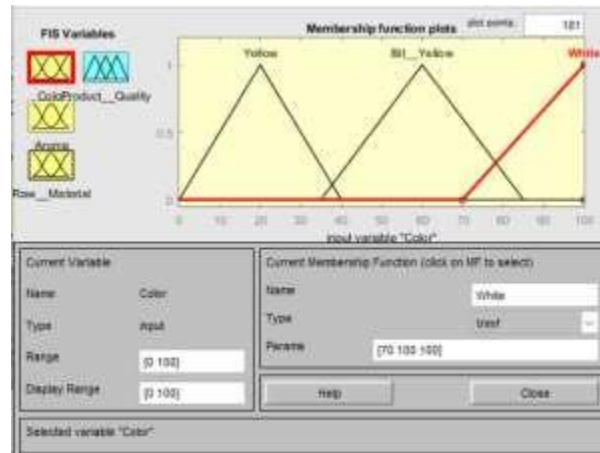 FIS Variables
Membership function plots
plot points:
181
Yellow
Bit__Yellow
White
ColoProduct__Quality
Aroma
Raw__Material
1
0.5
0
0 10 20 30 40 50 60 70 80 90 100
input variable "Color"
Current Variable
Current Membership Function (click on MF to select)
Name
Color
Name
White
Type
input
Type
trimf
Params
[70 100 100]
Range
[0 100]
Display Range
[0 100]
Help
Close
Selected variable "Color"